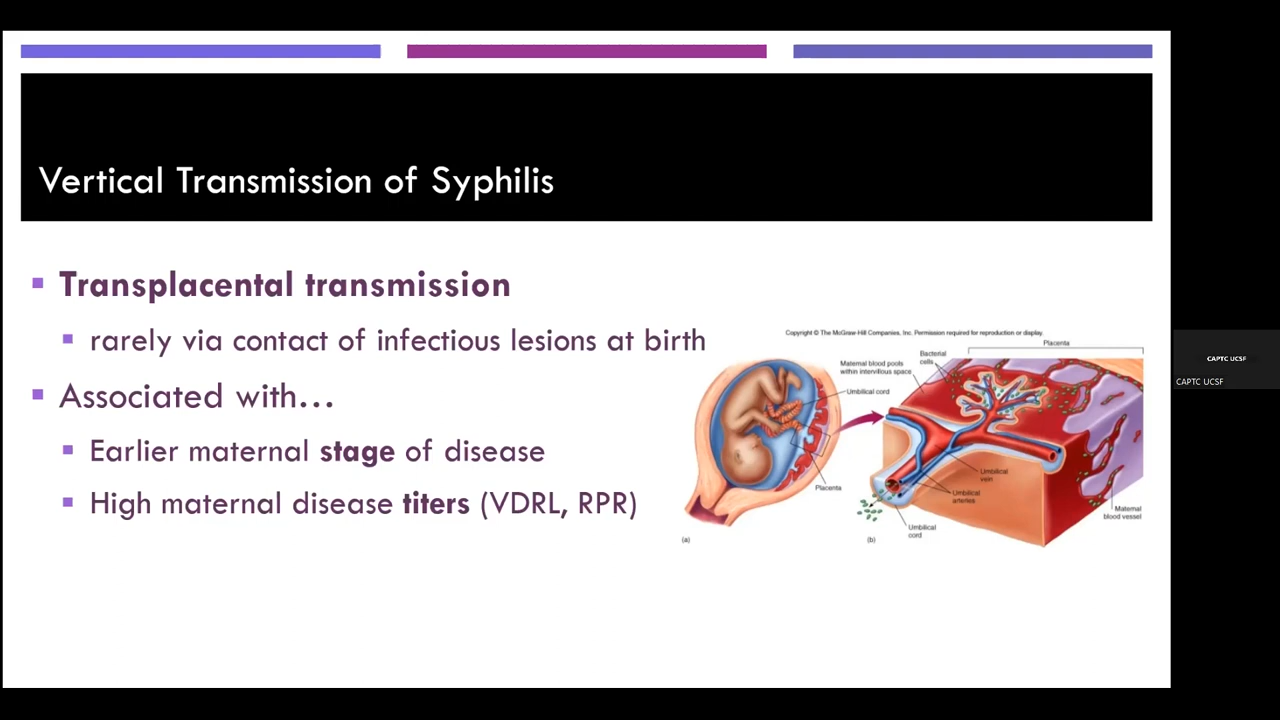 Vertical Transmission of Syphilis
Transplacental transmission
rarely via contact of infectious lesions at birth
Associated with...
Earlier maternal stage of disease
High maternal disease titers (VDRL, RPR)
Copyright © The McGraw-Hill Companies, Inc. Permission required for reproduction or display.
Placenta
Bacterial
cells
Maternal blood pools
within intervillous space
Umbilical cord
Placenta
Umbilical
vein
Umbilical
arteries
Maternal
blood vessel
Umbilical
cord
(a)
(b)
CAPTC UCSF
CAPTC UCSF